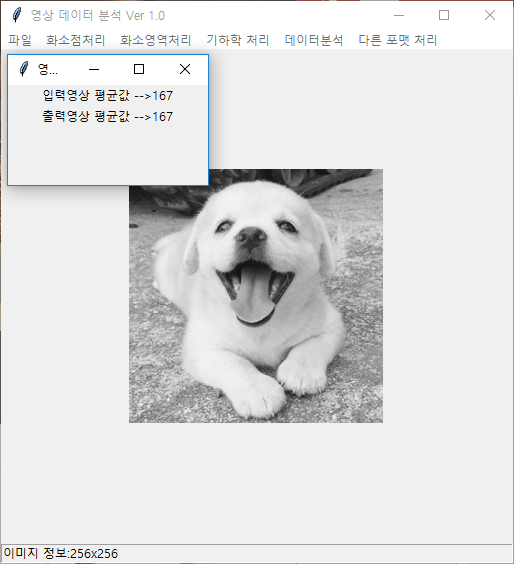 영상 데이터 분석 Ver 1.0
파일 화소점처리 화소영역처리 기하학 처리 데이터분석 다른 포맷 처리
영...
입력영상 평균값 -->167
출력영상 평균값 -->167
이미지 정보:256x256